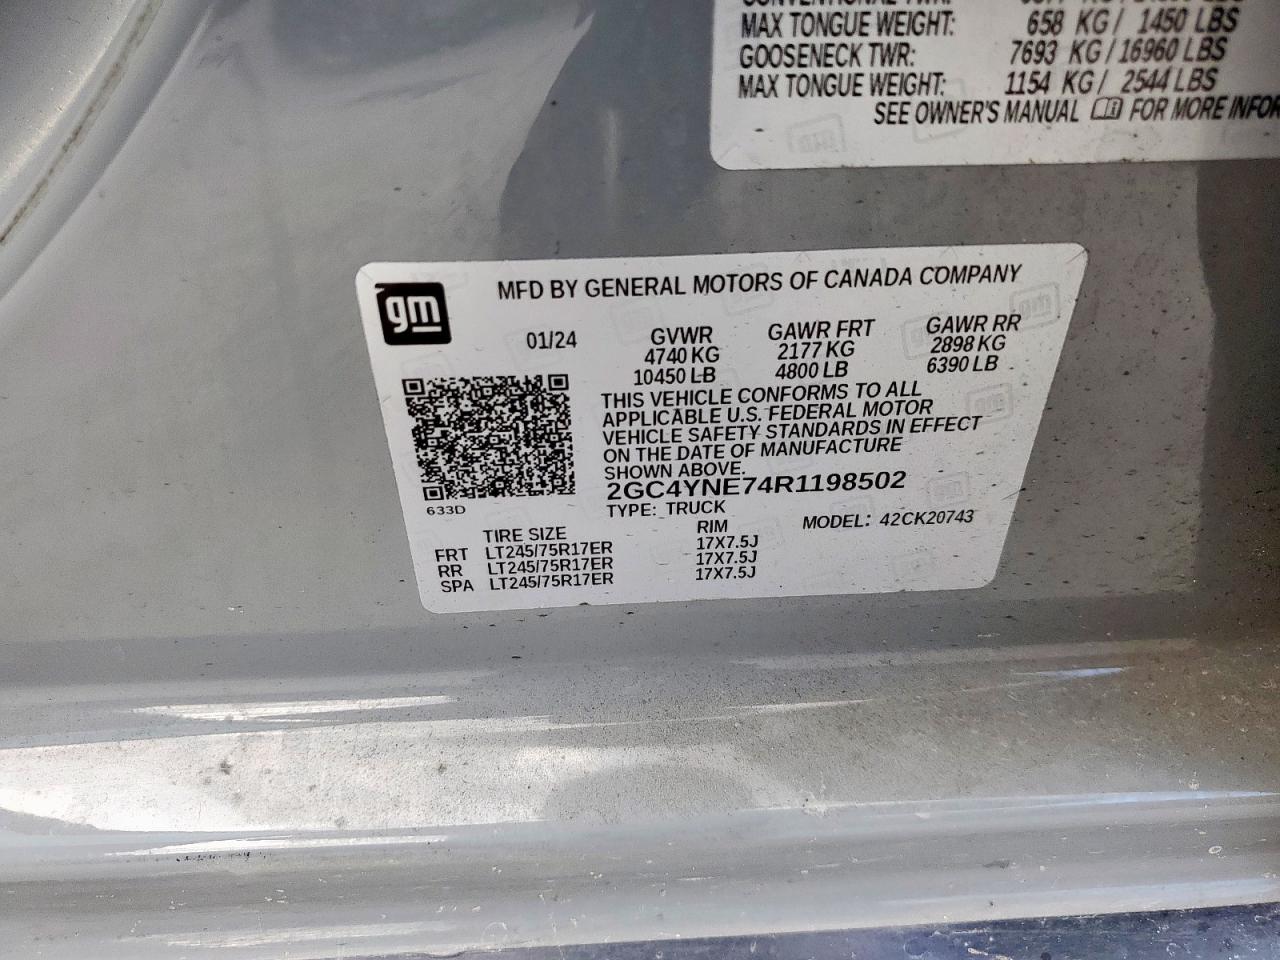 MAX TONGUE WEIGHT: 658 KG / 1450 LBS
GOOSENECK TWR: 7693 KG / 16960 LBS
MAX TONGUE WEIGHT: 1154 KG / 2544 LBS
SEE OWNER'S MANUAL FOR MORE INFOR
gm
MFD BY GENERAL MOTORS OF CANADA COMPANY
01/24 GVWR GAWR FRT GAWR RR
4740 KG 2177 KG 2898 KG
10450 LB 4800 LB 6390 LB
THIS VEHICLE CONFORMS TO ALL
APPLICABLE U.S. FEDERAL MOTOR
VEHICLE SAFETY STANDARDS IN EFFECT
ON THE DATE OF MANUFACTURE
SHOWN ABOVE.
2GC4YNE74R1198502
633D
TYPE: TRUCK MODEL: 42CK20743
TIRE SIZE RIM
FRT LT245/75R17ER 17X7.5J
RR LT245/75R17ER 17X7.5J
SPA LT245/75R17ER 17X7.5J